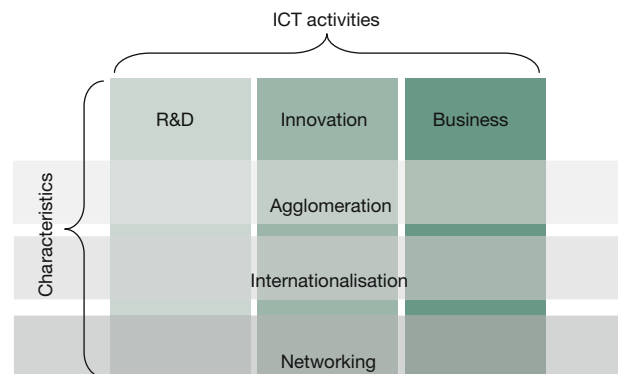 ICT activities
R&D Innovation Business
Characteristics
Agglomeration
Internationalisation
Networking